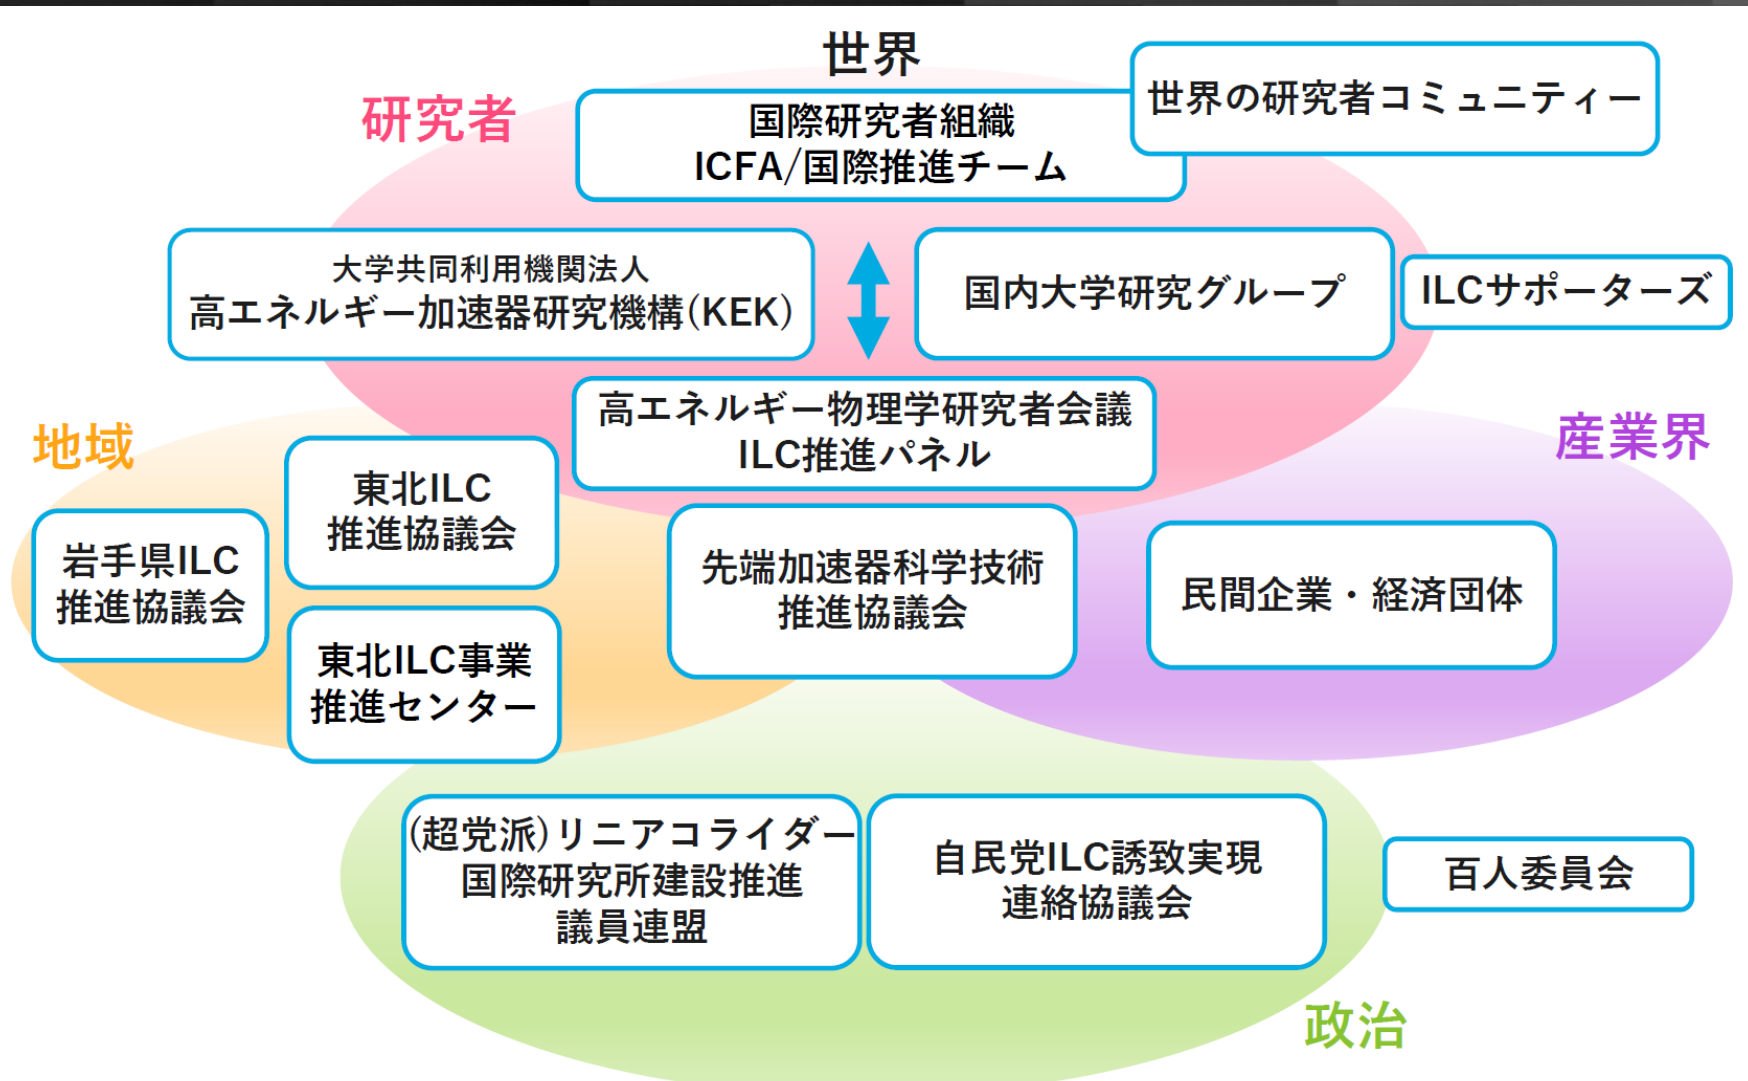 世界
研究者
世界の研究者コミュニティー
国際研究者組織
ICFA/国際推進チーム
大学共同利用機関法人
高エネルギー加速器研究機構(KEK)
国内大学研究グループ
ILCサポーターズ
高エネルギー物理学研究者会議
ILC推進パネル
地域
産業界
東北ILC
推進協議会
岩手県ILC
推進協議会
東北ILC事業
推進センター
先端加速器科学技術
推進協議会
民間企業・経済団体
(超党派)リニアコライダー
国際研究所建設推進
議員連盟
自民党ILC誘致実現
連絡協議会
百人委員会
政治